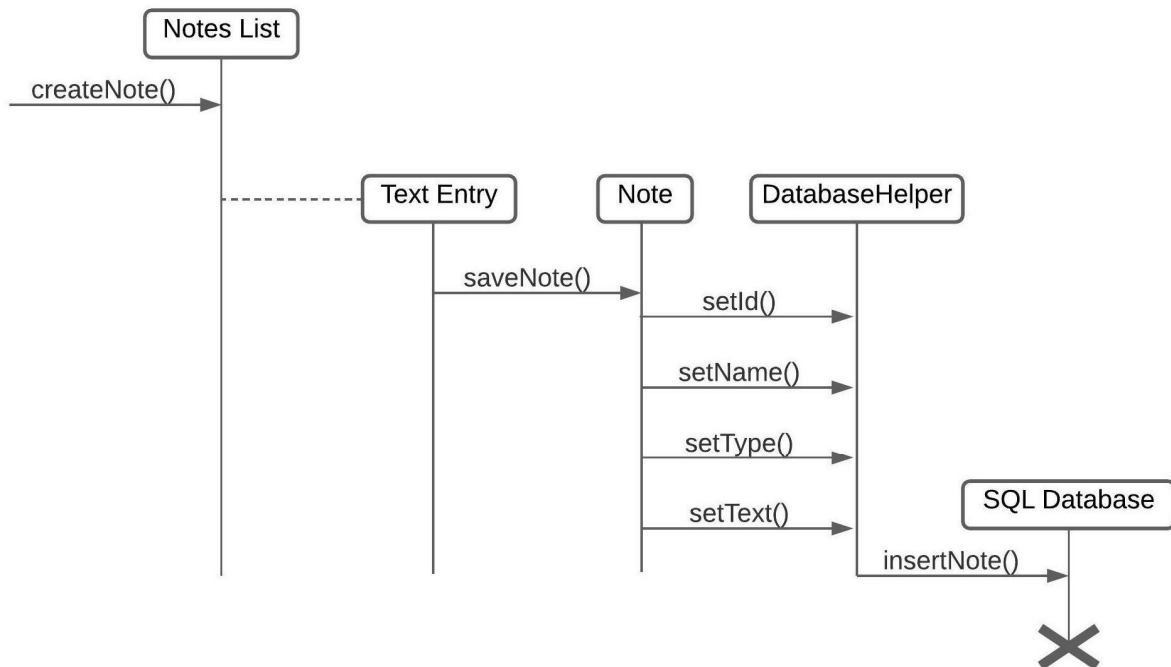 Notes List
createNote()
Text Entry
Note
DatabaseHelper
saveNote()
setId()
setName()
setType()
setText()
SQL Database
insertNote()